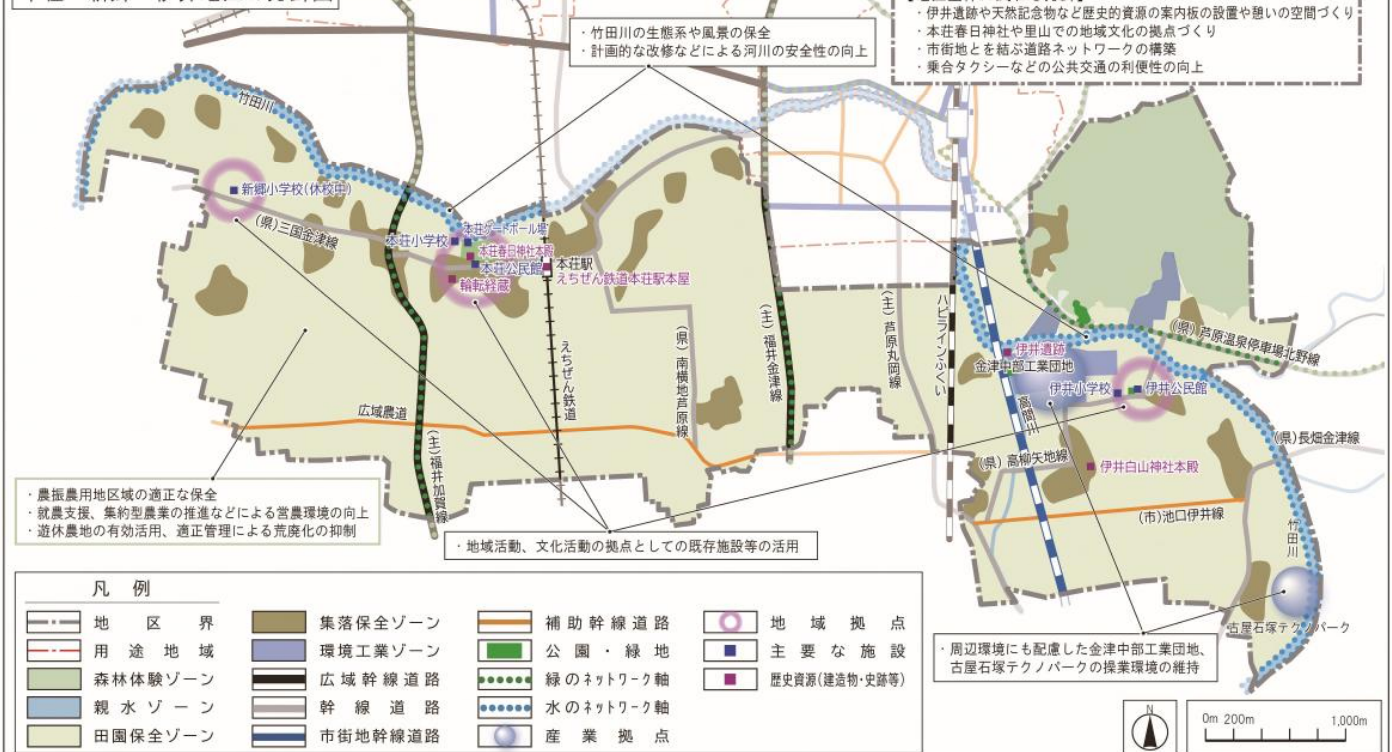 ・伊井遺跡や天然記念物など歴史的資源の案内板の設置や憩いの空間づくり
・本荘春日神社や里山での地域文化の拠点づくり
・市街地とを結ぶ道路ネットワークの構築
・乗合タクシーなどの公共交通の利便性の向上
・竹田川の生態系や風景の保全
・計画的な改修などによる河川の安全性の向上
竹田川
新郷小学校(休校中)
(県)三国金津線
本荘小学校
本荘ゲートボール場
本荘春日神社本殿
本荘公民館
輪転経蔵
本荘駅
えちぜん鉄道本荘駅本屋
えちぜん鉄道
(県)南横地芦原線
(主)福井金津線
(主)芦原丸岡線
ハピラインふくい
(県)芦原温泉停車場北野線
伊井遺跡
金津中部工業団地
伊井小学校
伊井公民館
高間川
広域農道
(主)福井加賀線
(県)高柳矢地線
伊井白山神社本殿
(県)長畑金津線
(市)池口伊井線
竹田川
古屋石塚テクノパーク
・農振農用地区域の適正な保全
・就農支援、集約型農業の推進などによる営農環境の向上
・遊休農地の有効活用、適正管理による荒廃化の抑制
・地域活動、文化活動の拠点としての既存施設等の活用
・周辺環境にも配慮した金津中部工業団地、
古屋石塚テクノパークの操業環境の維持
凡例
地区界
用途地域
森林体験ゾーン
親水ゾーン
田園保全ゾーン
集落保全ゾーン
環境工業ゾーン
広域幹線道路
幹線道路
市街地幹線道路
補助幹線道路
公園・緑地
緑のネットワーク軸
水のネットワーク軸
産業拠点
地域拠点
主要な施設
歴史資源(建造物・史跡等)
N
0m 200m 1,000m